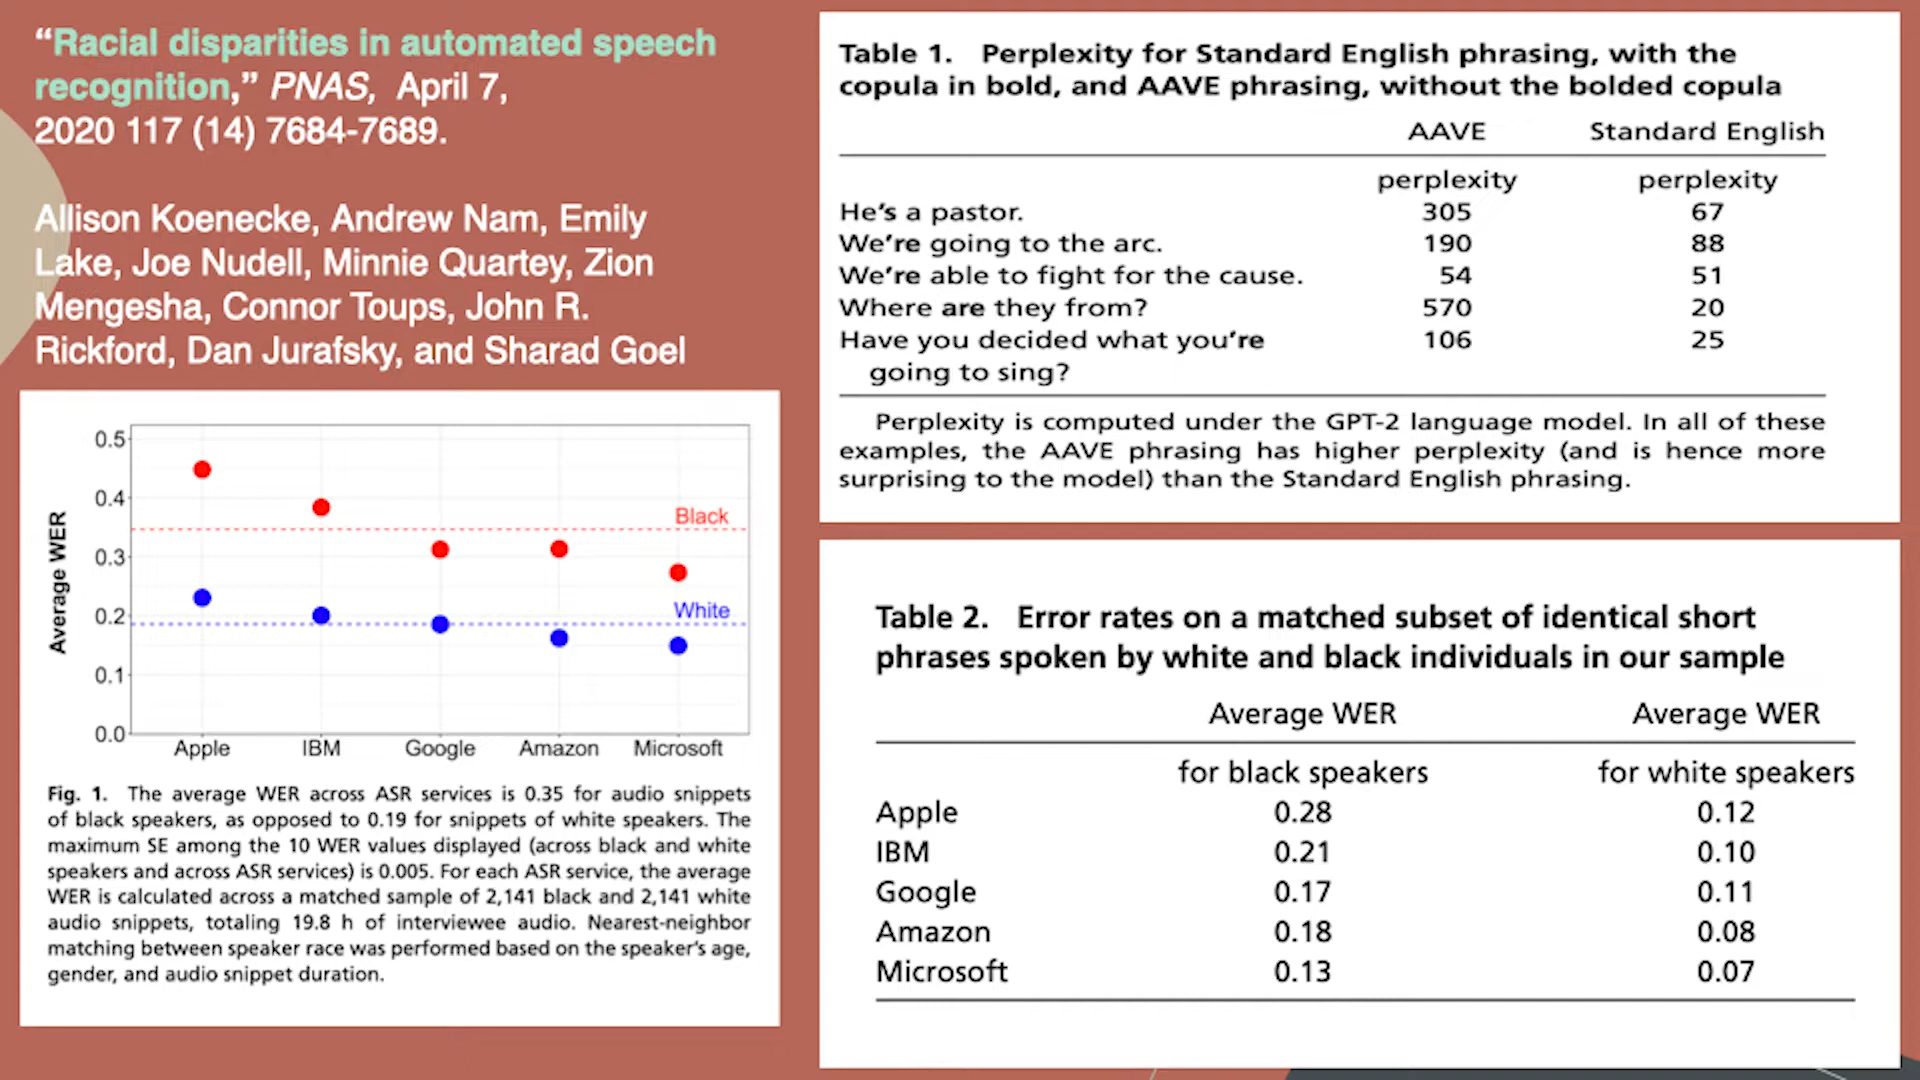 “Racial disparities in automated speech
recognition,” PNAS, April 7,
2020 117 (14) 7684-7689.
Allison Koenecke, Andrew Nam, Emily
Lake, Joe Nudell, Minnie Quartey, Zion
Mengesha, Connor Toups, John R.
Rickford, Dan Jurafsky, and Sharad Goel
Average WER
0.5
0.4
0.3
0.2
0.1
0.0
Black
White
Apple IBM Google Amazon Microsoft
Fig. 1. The average WER across ASR services is 0.35 for audio snippets
of black speakers, as opposed to 0.19 for snippets of white speakers. The
maximum SE among the 10 WER values displayed (across black and white
speakers and across ASR services) is 0.005. For each ASR service, the average
WER is calculated across a matched sample of 2,141 black and 2,141 white
audio snippets, totaling 19.8 h of interviewee audio. Nearest-neighbor
matching between speaker race was performed based on the speaker's age,
gender, and audio snippet duration.
Table 1. Perplexity for Standard English phrasing, with the
copula in bold, and AAVE phrasing, without the bolded copula
AAVE Standard English
perplexity perplexity
He's a pastor. 305 67
We're going to the arc. 190 88
We're able to fight for the cause. 54 51
Where are they from? 570 20
Have you decided what you're 106 25
going to sing?
Perplexity is computed under the GPT-2 language model. In all of these
examples, the AAVE phrasing has higher perplexity (and is hence more
surprising to the model) than the Standard English phrasing.
Table 2. Error rates on a matched subset of identical short
phrases spoken by white and black individuals in our sample
Average WER Average WER
for black speakers for white speakers
Apple 0.28 0.12
IBM 0.21 0.10
Google 0.17 0.11
Amazon 0.18 0.08
Microsoft 0.13 0.07